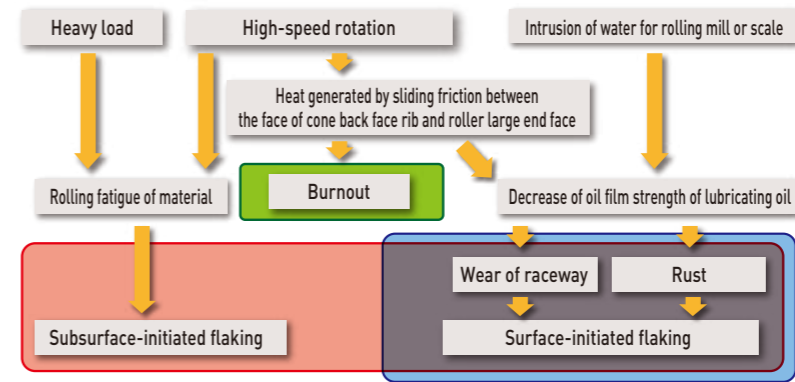 Heavy load
High-speed rotation
Intrusion of water for rolling mill or scale
Heat generated by sliding friction between
the face of cone back face rib and roller large end face
Rolling fatigue of material
Burnout
Decrease of oil film strength of lubricating oil
Wear of raceway
Rust
Subsurface-initiated flaking
Surface-initiated flaking